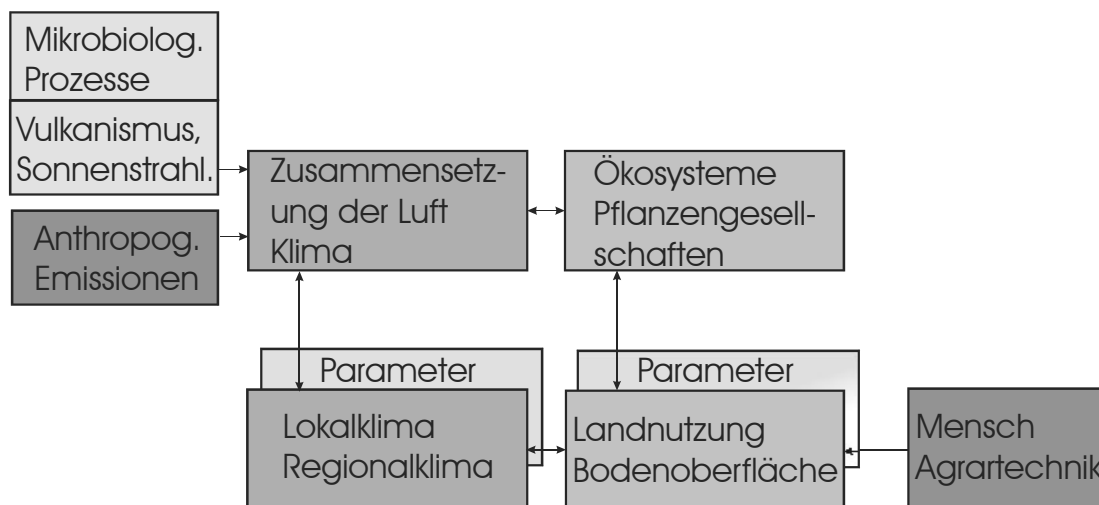 Mikrobiolog.
Prozesse
Vulkanismus,
Sonnenstrahl.
Anthropog.
Emissionen
Zusammensetz-
ung der Luft
Klima
Ökosysteme
Pflanzengesell-
schaften
Parameter
Lokalklima
Regionalklima
Parameter
Landnutzung
Bodenoberfläche
Mensch
Agrartechnik